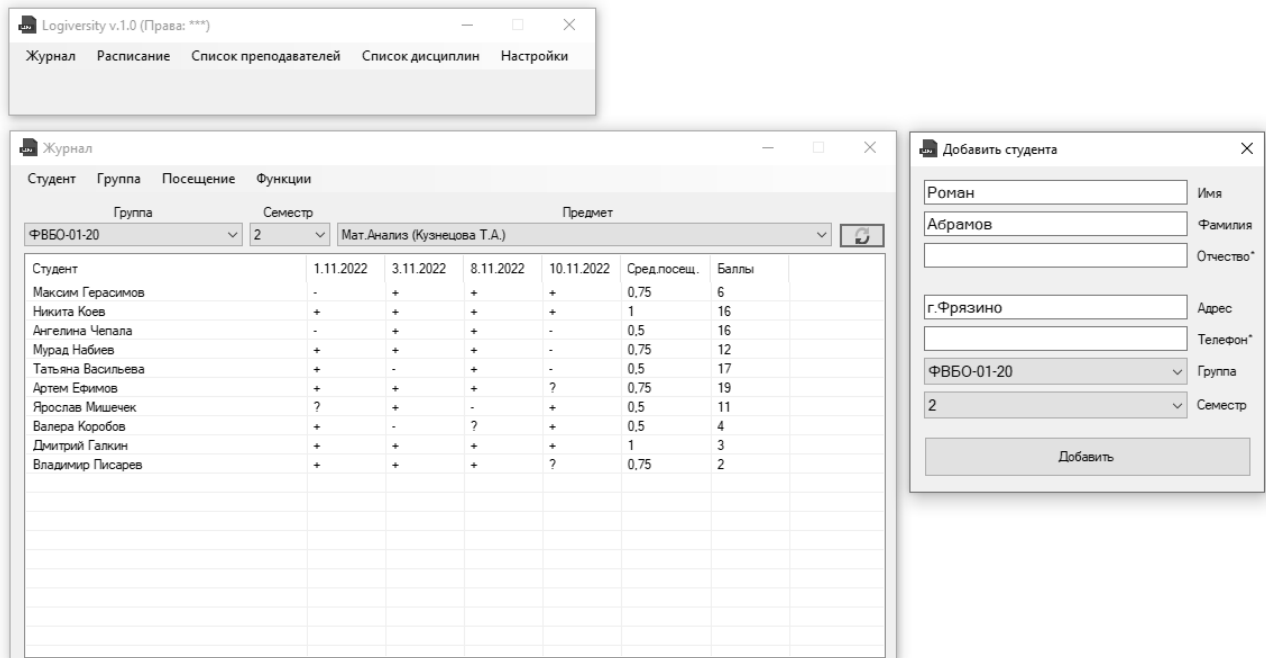 Logiversity v.1.0 (Права: ***)
Журнал Расписание Список преподавателей Список дисциплин Настройки
Журнал
Студент Группа Посещение Функции
Группа Семестр Предмет
ФВБО-01-20 2 Мат.Анализ (Кузнецова Т.А.)
Студент 1.11.2022 3.11.2022 8.11.2022 10.11.2022 Сред.посещ. Баллы
Максим Герасимов - + + + 0,75 6
Никита Коев + + + + 1 16
Ангелина Чепала - + + - 0,5 16
Мурад Набиев + + + - 0,75 12
Татьяна Васильева + - + - 0,5 17
Артем Ефимов + + + ? 0,75 19
Ярослав Мишечек ? + - + 0,5 11
Валера Коробов + - ? + 0,5 4
Дмитрий Галкин + + + + 1 3
Владимир Писарев + + + ? 0,75 2
Добавить студента
Роман Имя
Абрамов Фамилия
Отчество*
г.Фрязино Адрес
Телефон*
ФВБО-01-20 Группа
2 Семестр
Добавить